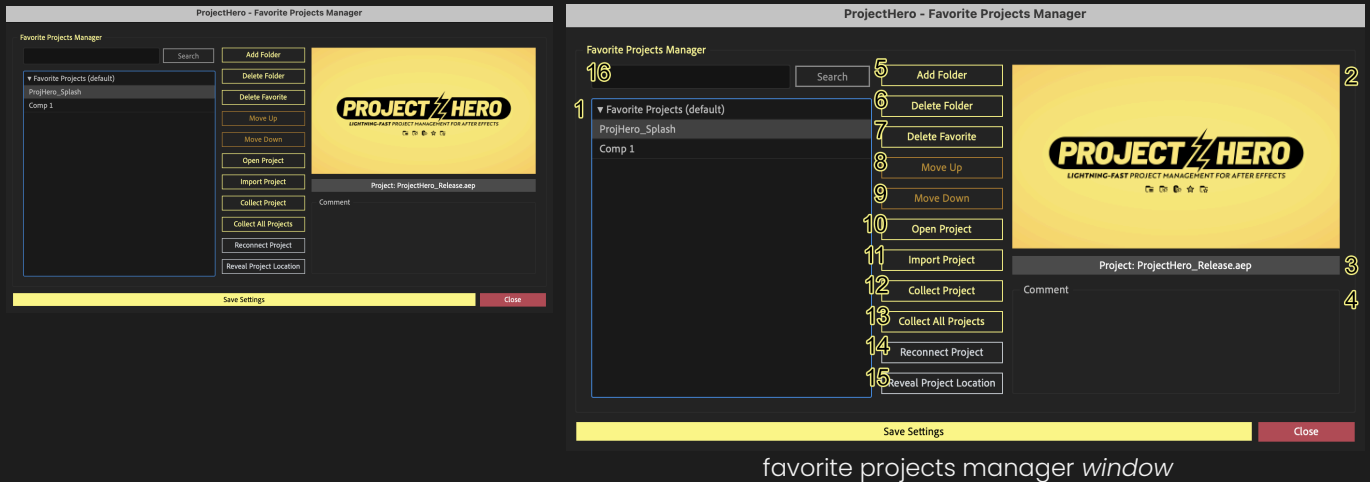 ProjectHero - Favorite Projects Manager
Favorite Projects Manager
Search
▼ Favorite Projects (default)
ProjHero_Splash
Comp 1
Add Folder
Delete Folder
Delete Favorite
Move Up
Move Down
Open Project
Import Project
Collect Project
Collect All Projects
Reconnect Project
Reveal Project Location
PROJECT HERO
LIGHTNING-FAST PROJECT MANAGEMENT FOR AFTER EFFECTS
Project: ProjectHero_Release.aep
Comment
Save Settings
Close
ProjectHero - Favorite Projects Manager
Favorite Projects Manager
16
Search
1
▼ Favorite Projects (default)
ProjHero_Splash
Comp 1
5 Add Folder
6 Delete Folder
7 Delete Favorite
8 Move Up
9 Move Down
10 Open Project
11 Import Project
12 Collect Project
13 Collect All Projects
14 Reconnect Project
15 Reveal Project Location
2
PROJECT HERO
LIGHTNING-FAST PROJECT MANAGEMENT FOR AFTER EFFECTS
Project: ProjectHero_Release.aep 3
Comment 4
Save Settings
Close
favorite projects manager window